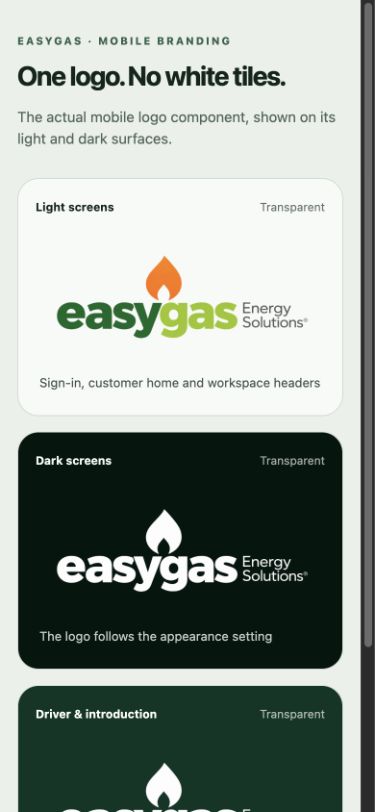 EASYGAS · MOBILE BRANDING
One logo. No white tiles.
The actual mobile logo component, shown on its
light and dark surfaces.
Light screens Transparent
easygas Energy
Solutions®
Sign-in, customer home and workspace headers
Dark screens Transparent
easygas Energy
Solutions®
The logo follows the appearance setting
Driver & introduction Transparent